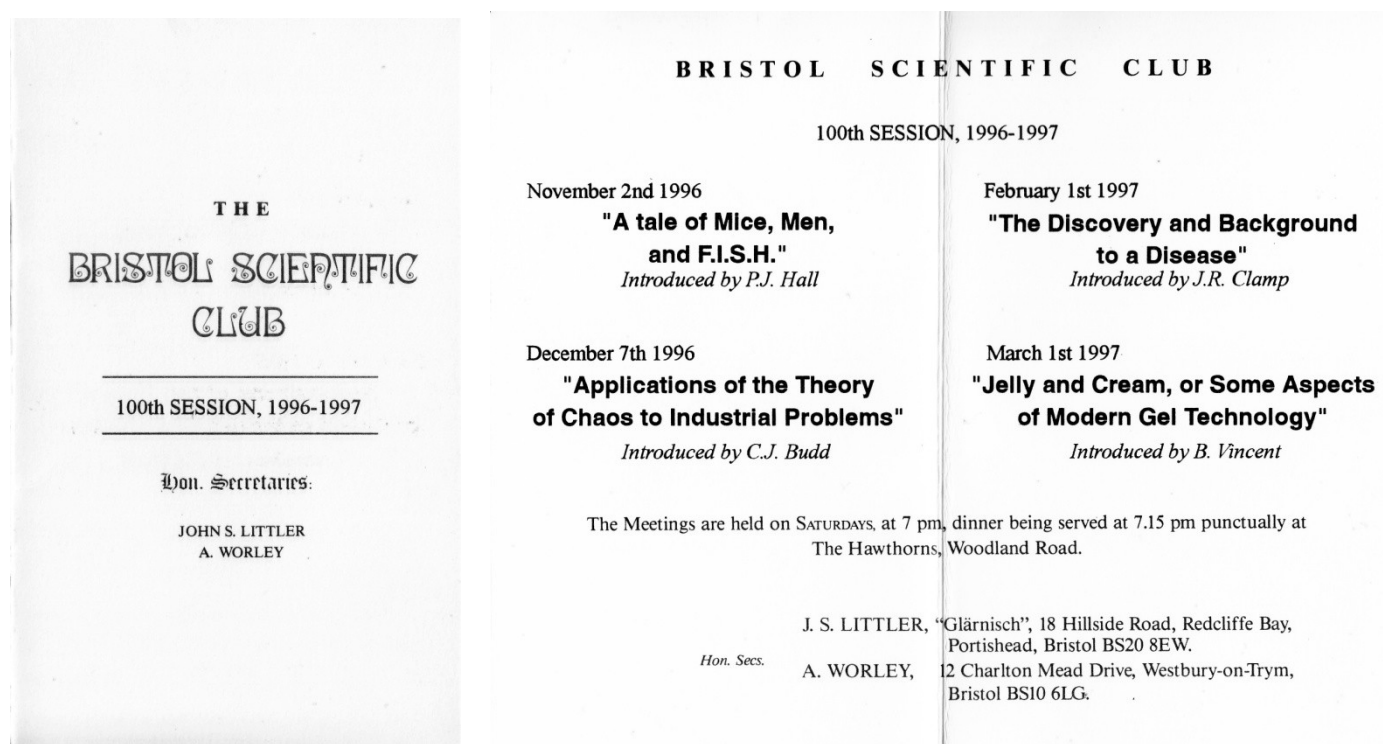 THE
BRISTOL SCIENTIFIC
CLUB
100th SESSION, 1996-1997
Hon. Secretaries:
JOHN S. LITTLER
A. WORLEY
BRISTOL SCIENTIFIC CLUB
100th SESSION, 1996-1997
November 2nd 1996
"A tale of Mice, Men,
and F.I.S.H."
Introduced by P.J. Hall
December 7th 1996
"Applications of the Theory
of Chaos to Industrial Problems"
Introduced by C.J. Budd
February 1st 1997
"The Discovery and Background
to a Disease"
Introduced by J.R. Clamp
March 1st 1997
"Jelly and Cream, or Some Aspects
of Modern Gel Technology"
Introduced by B. Vincent
The Meetings are held on SATURDAYS, at 7 pm, dinner being served at 7.15 pm punctually at
The Hawthorns, Woodland Road.
Hon. Secs.
J. S. LITTLER, “Glärnisch”, 18 Hillside Road, Redcliffe Bay,
Portishead, Bristol BS20 8EW.
A. WORLEY, 12 Charlton Mead Drive, Westbury-on-Trym,
Bristol BS10 6LG.